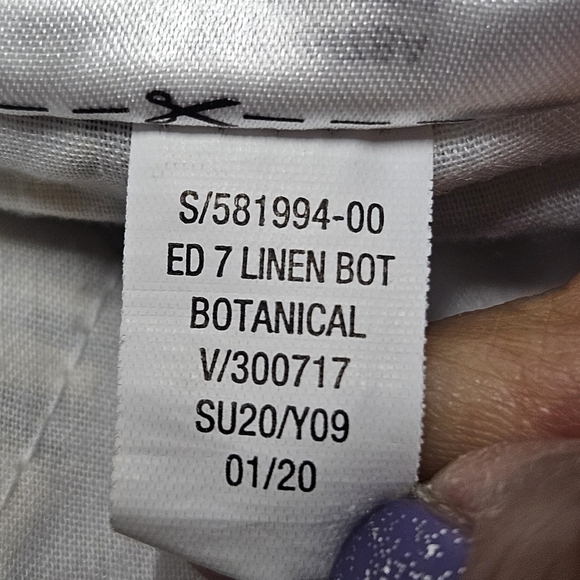 S/581994-00
ED 7 LINEN BOT
BOTANICAL
V/300717
SU20/Y09
01/20